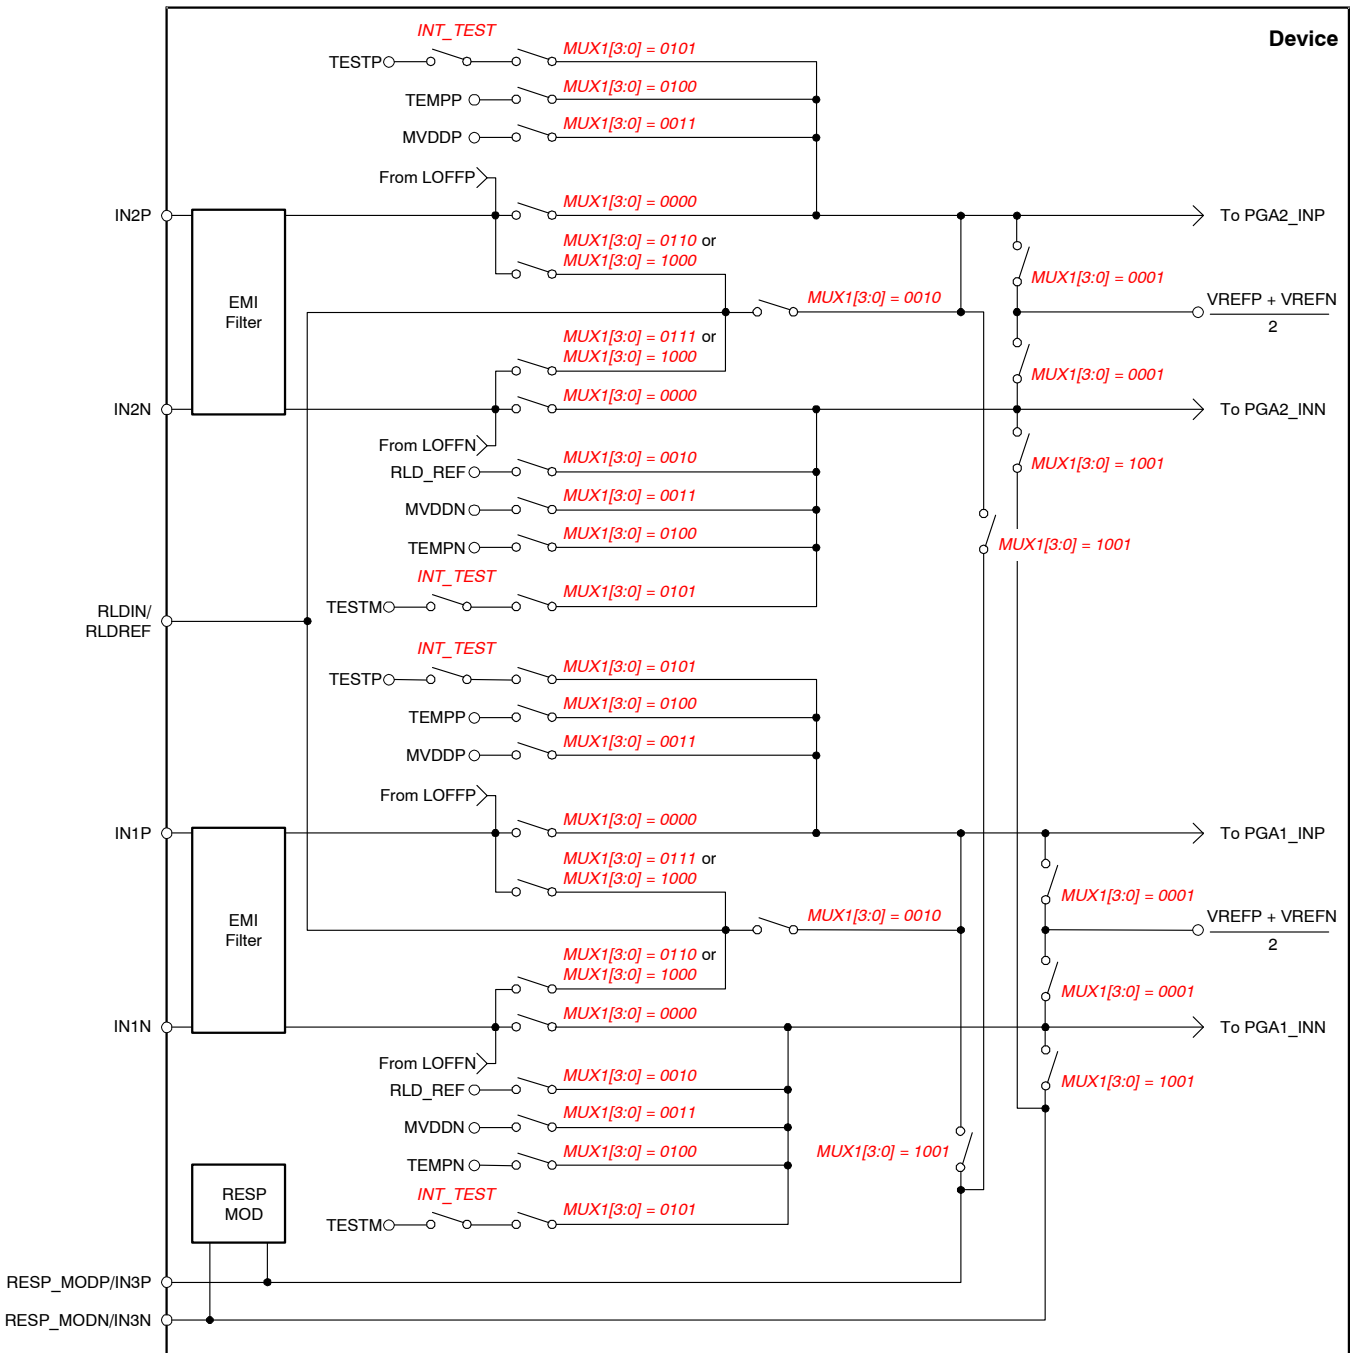 Device
INT_TEST
TESTP
MUX1[3:0] = 0101
TEMPP
MUX1[3:0] = 0100
MVDDP
MUX1[3:0] = 0011
From LOFFP
IN2P
MUX1[3:0] = 0000
To PGA2_INP
MUX1[3:0] = 0110 or
MUX1[3:0] = 1000
MUX1[3:0] = 0001
EMI
Filter
MUX1[3:0] = 0010
VREFP + VREFN
2
MUX1[3:0] = 0111 or
MUX1[3:0] = 1000
MUX1[3:0] = 0001
IN2N
MUX1[3:0] = 0000
To PGA2_INN
From LOFFN
RLD_REF
MUX1[3:0] = 0010
MUX1[3:0] = 1001
MVDDN
MUX1[3:0] = 0011
TEMPN
MUX1[3:0] = 0100
MUX1[3:0] = 1001
INT_TEST
TESTM
MUX1[3:0] = 0101
RLDIN/
RLDREF
INT_TEST
TESTP
MUX1[3:0] = 0101
TEMPP
MUX1[3:0] = 0100
MVDDP
MUX1[3:0] = 0011
From LOFFP
IN1P
MUX1[3:0] = 0000
To PGA1_INP
MUX1[3:0] = 0111 or
MUX1[3:0] = 1000
MUX1[3:0] = 0001
EMI
Filter
MUX1[3:0] = 0010
VREFP + VREFN
2
MUX1[3:0] = 0110 or
MUX1[3:0] = 1000
MUX1[3:0] = 0001
IN1N
MUX1[3:0] = 0000
To PGA1_INN
From LOFFN
RLD_REF
MUX1[3:0] = 0010
MUX1[3:0] = 1001
MVDDN
MUX1[3:0] = 0011
TEMPN
MUX1[3:0] = 0100
MUX1[3:0] = 1001
INT_TEST
TESTM
MUX1[3:0] = 0101
RESP
MOD
RESP_MODP/IN3P
RESP_MODN/IN3N